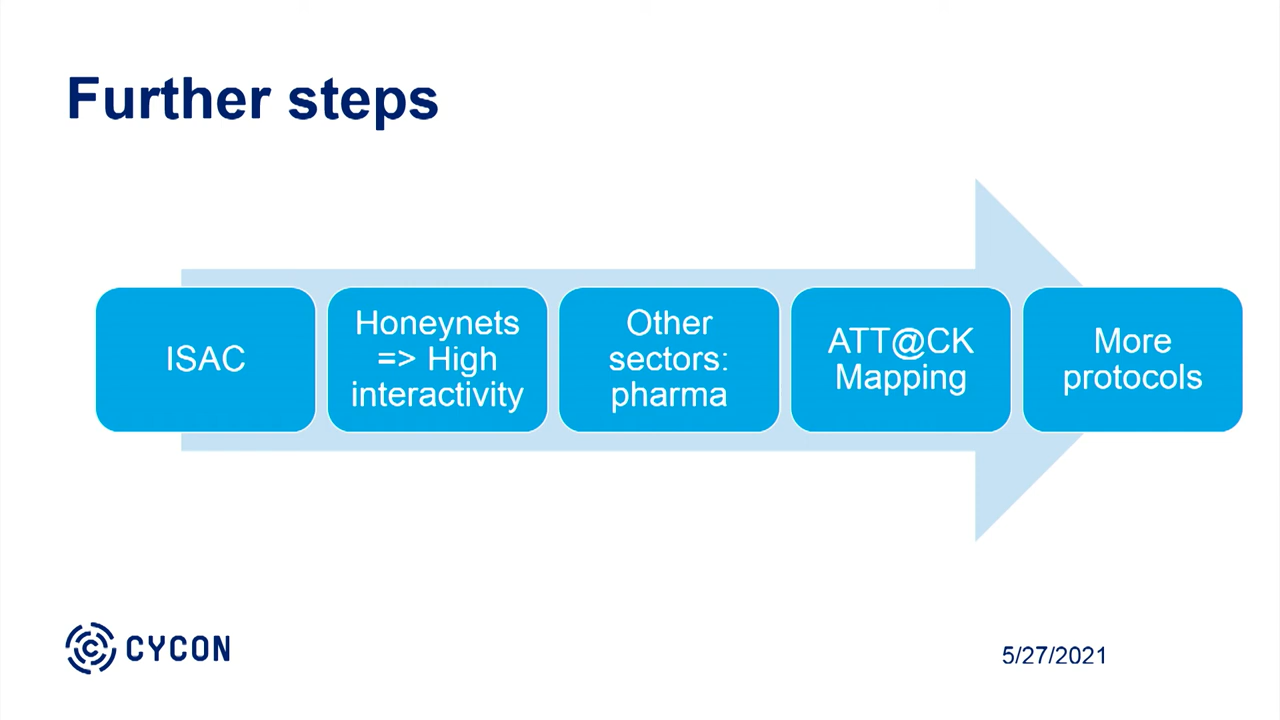 Further steps
ISAC
Honeynets
=> High
interactivity
Other
sectors:
pharma
ATT@CK
Mapping
More
protocols
CYCON
5/27/2021